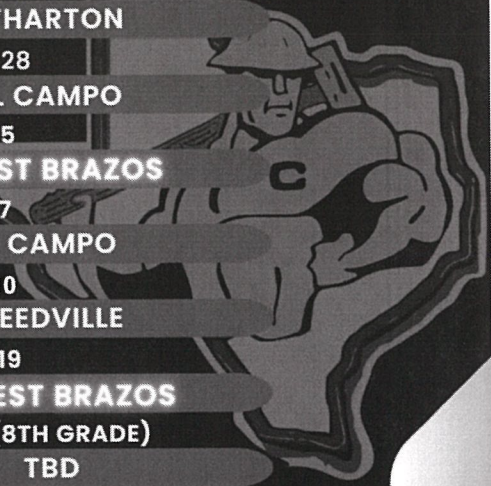 HARTON
28
CAMPO
5
ST BRAZOS
7
CAMPO
0
EEDVILLE
19
EST BRAZOS
(8TH GRADE)
TBD
C